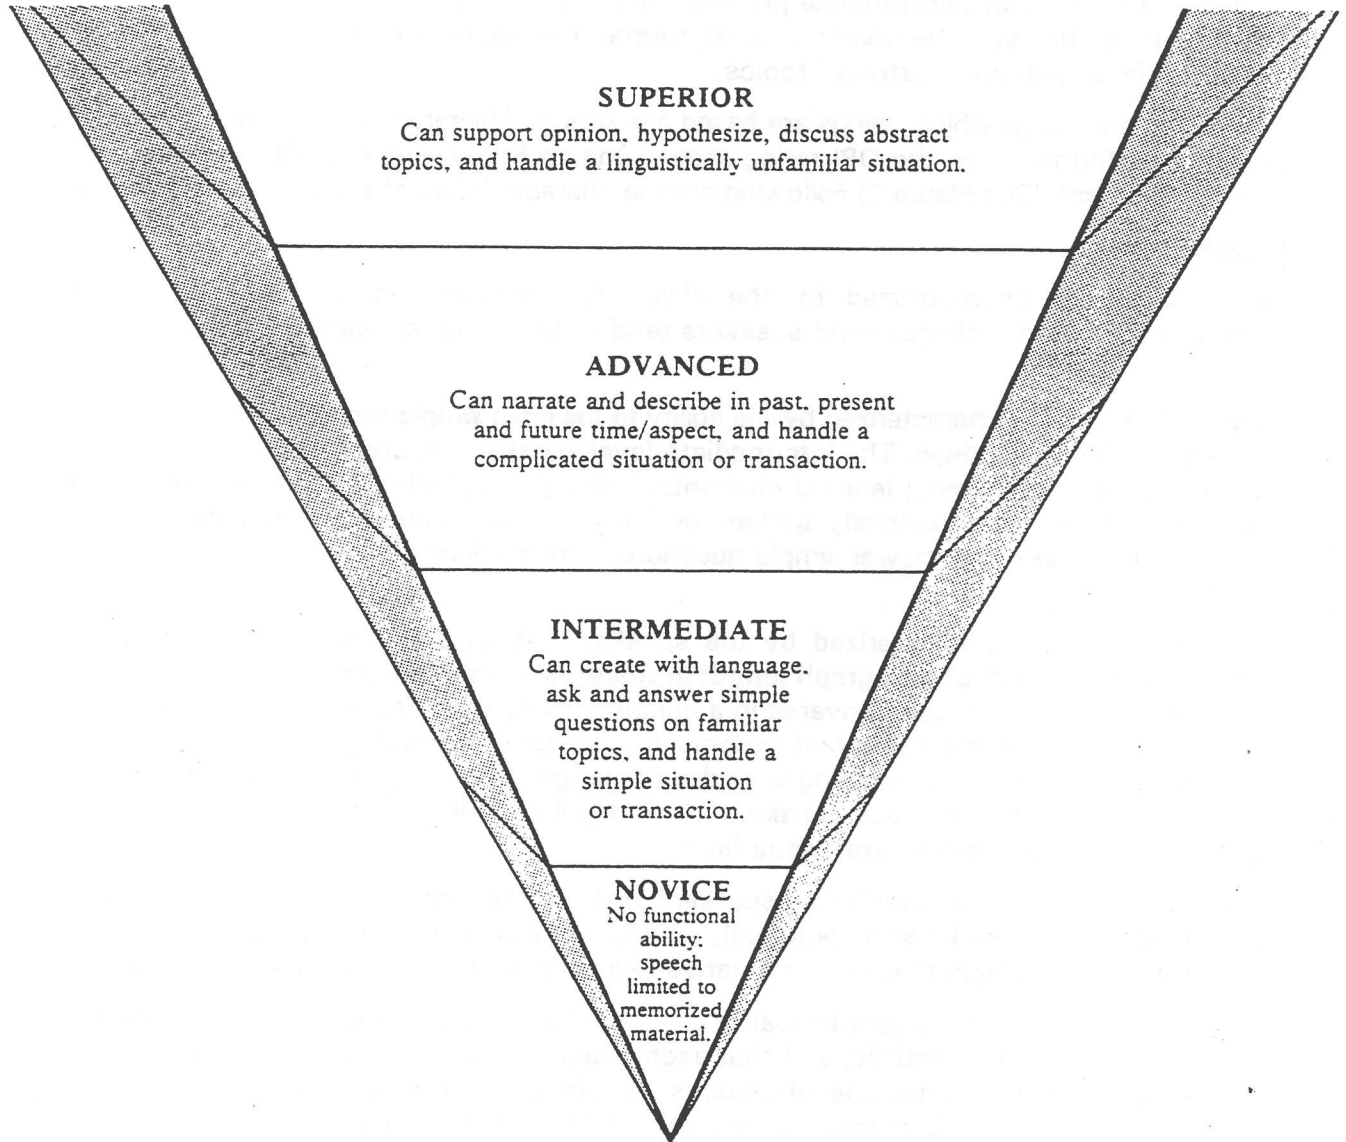 SUPERIOR
Can support opinion, hypothesize, discuss abstract
topics, and handle a linguistically unfamiliar situation.
ADVANCED
Can narrate and describe in past, present
and future time/aspect, and handle a
complicated situation or transaction.
INTERMEDIATE
Can create with language,
ask and answer simple
questions on familiar
topics, and handle a
simple situation
or transaction.
NOVICE
No functional
ability;
speech
limited to
memorized
material.